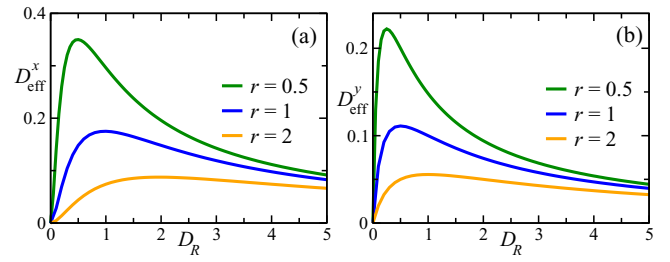 0.4
(a)
D_eff^x
r = 0.5
0.2
r = 1
r = 2
0
0 1 2 3 4 5
D_R
0.2
(b)
D_eff^y
r = 0.5
0.1
r = 1
r = 2
0
0 1 2 3 4 5
D_R